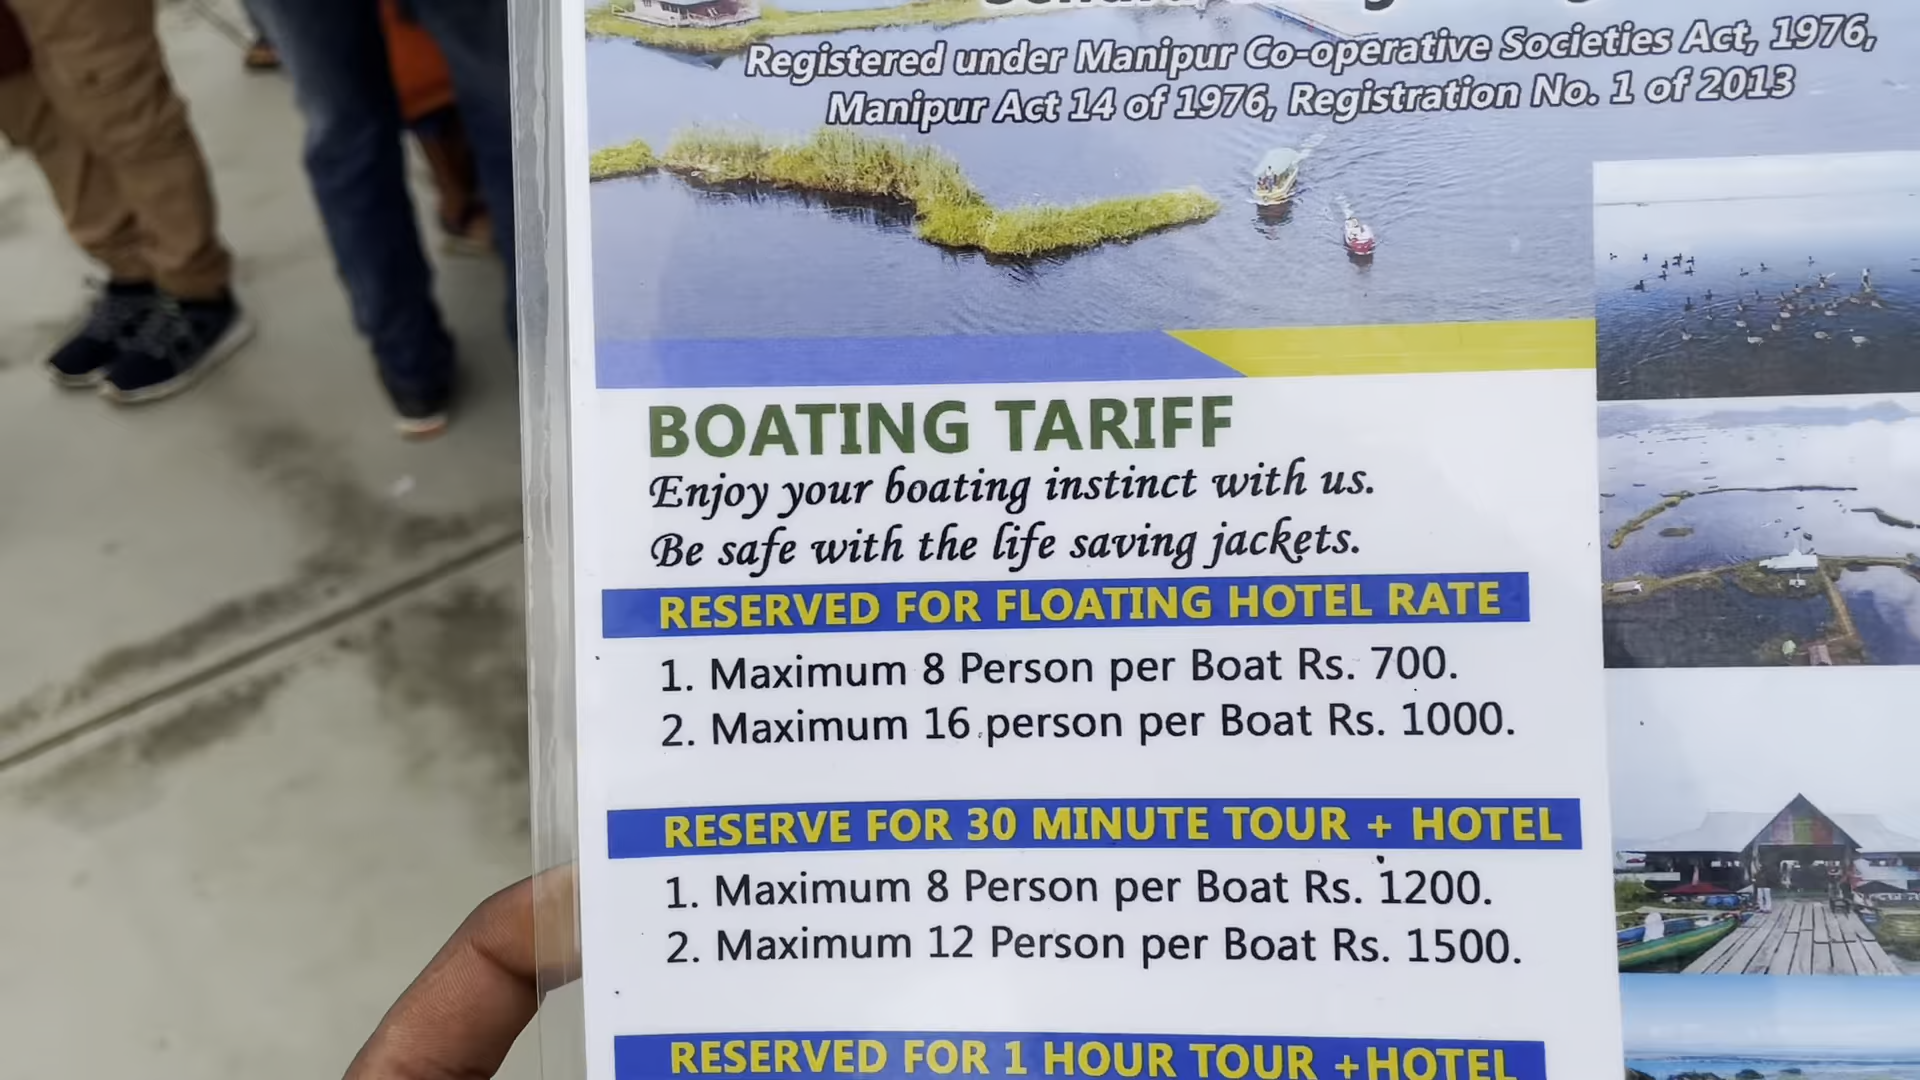 Registered under Manipur Co-operative Societies Act, 1976,
Manipur Act 14 of 1976, Registration No. 1 of 2013
BOATING TARIFF
Enjoy your boating instinct with us.
Be safe with the life saving jackets.
RESERVED FOR FLOATING HOTEL RATE
1. Maximum 8 Person per Boat Rs. 700.
2. Maximum 16 person per Boat Rs. 1000.
RESERVE FOR 30 MINUTE TOUR + HOTEL
1. Maximum 8 Person per Boat Rs. 1200.
2. Maximum 12 Person per Boat Rs. 1500.
RESERVED FOR 1 HOUR TOUR +HOTEL